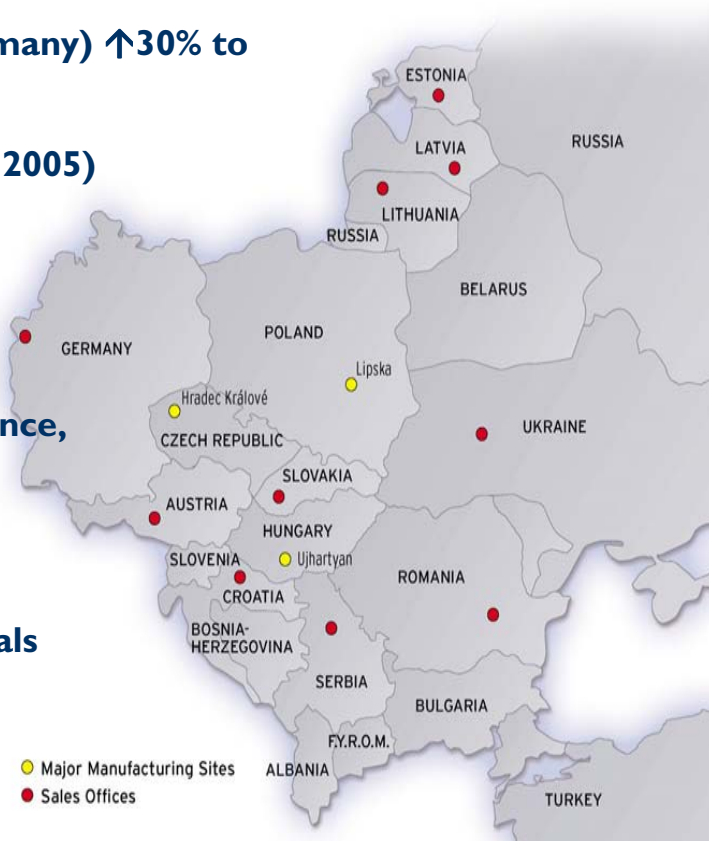 many) ↑30% to
2005)
nce,
als
ESTONIA
LATVIA
RUSSIA
LITHUANIA
RUSSIA
BELARUS
POLAND
GERMANY
Lipska
Hradec Králové
CZECH REPUBLIC
UKRAINE
SLOVAKIA
AUSTRIA
HUNGARY
SLOVENIA
Ujhartyan
ROMANIA
CROATIA
BOSNIA-
HERZEGOVINA
SERBIA
BULGARIA
F.Y.R.O.M.
ALBANIA
TURKEY
Major Manufacturing Sites
Sales Offices